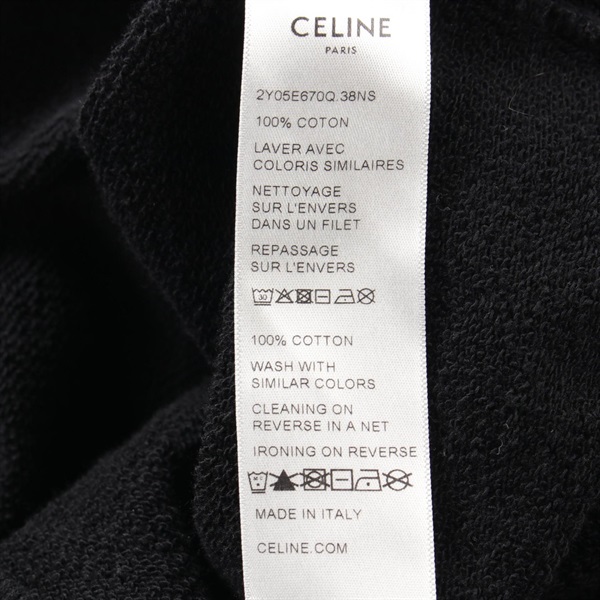 CELINE
PARIS
2Y05E670Q.38NS
100% COTON
LAVER AVEC
COLORIS SIMILAIRES
NETTOYAGE
SUR L'ENVERS
DANS UN FILET
REPASSAGE
SUR L'ENVERS
30
100% COTTON
WASH WITH
SIMILAR COLORS
CLEANING ON
REVERSE IN A NET
IRONING ON REVERSE
MADE IN ITALY
CELINE.COM